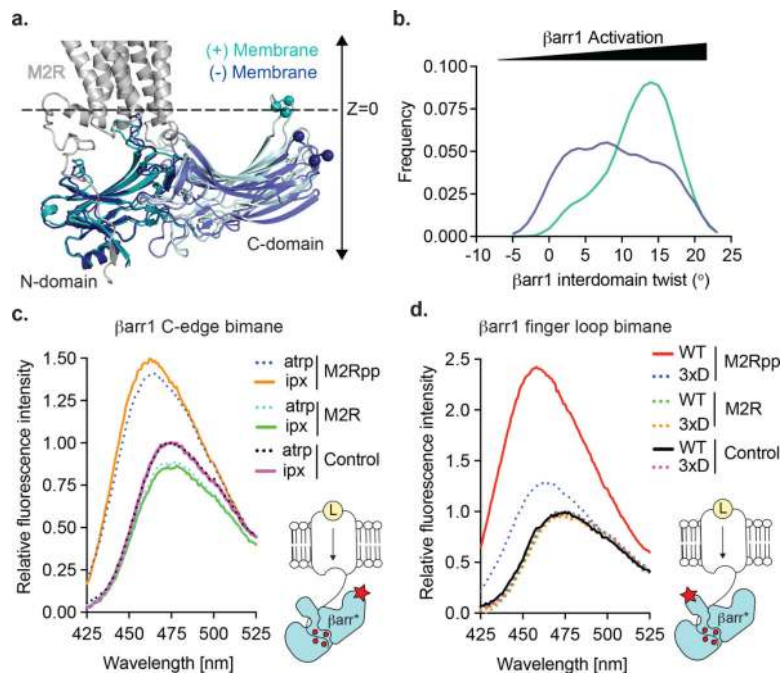 a.
(+) Membrane
(-) Membrane
M2R
Z=0
C-domain
N-domain
b.
βarr1 Activation
0.100
0.075
0.050
0.025
0.000
Frequency
-10 -5 0 5 10 15 20 25
βarr1 interdomain twist (º)
c.
βarr1 C-edge bimane
1.50
1.25
1.00
0.75
0.50
0.25
0.00
Relative fluorescence intensity
atrp
ipx
M2Rpp
atrp
ipx
M2R
atrp
ipx
Control
L
βarr*
425 450 475 500 525
Wavelength [nm]
d.
βarr1 finger loop bimane
2.5
2.0
1.5
1.0
0.5
0.0
Relative fluorescence intensity
WT
3xD
M2Rpp
WT
3xD
M2R
WT
3xD
Control
L
βarr*
425 450 475 500 525
Wavelength [nm]